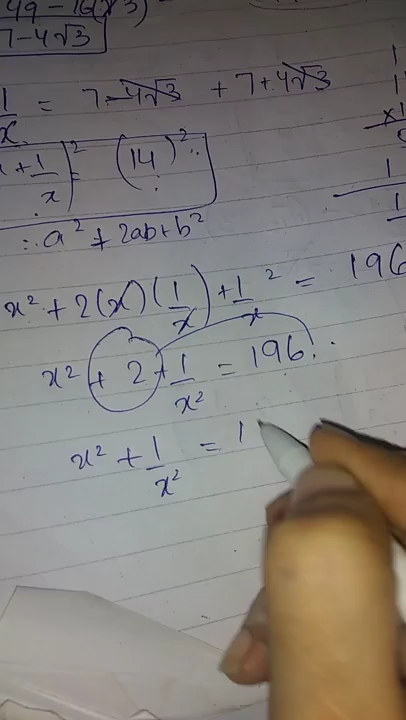 49 - 16(√3)
7-4√3
1/x = 7-4√3 + 7+4√3
x + 1/x)² (14)²
∴ a² + 2ab + b²
x² + 2(x)(1/x) + 1/x² = 196
x² + 2 + 1/x² = 196
x² + 1/x² = 1